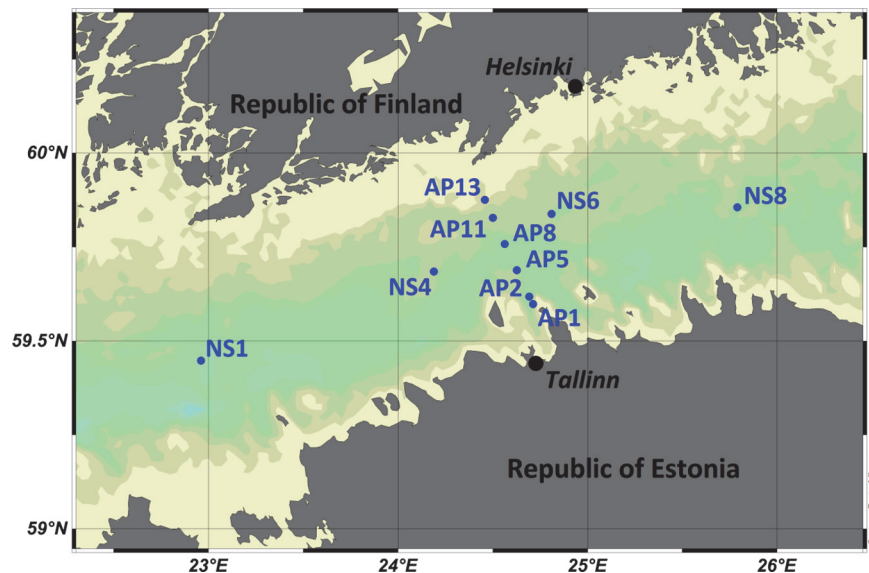 Helsinki
Republic of Finland
60°N
AP13
NS6
NS8
AP11
AP8
AP5
NS4
AP2
AP1
59.5°N
NS1
Tallinn
Republic of Estonia
59°N
23°E
24°E
25°E
26°E